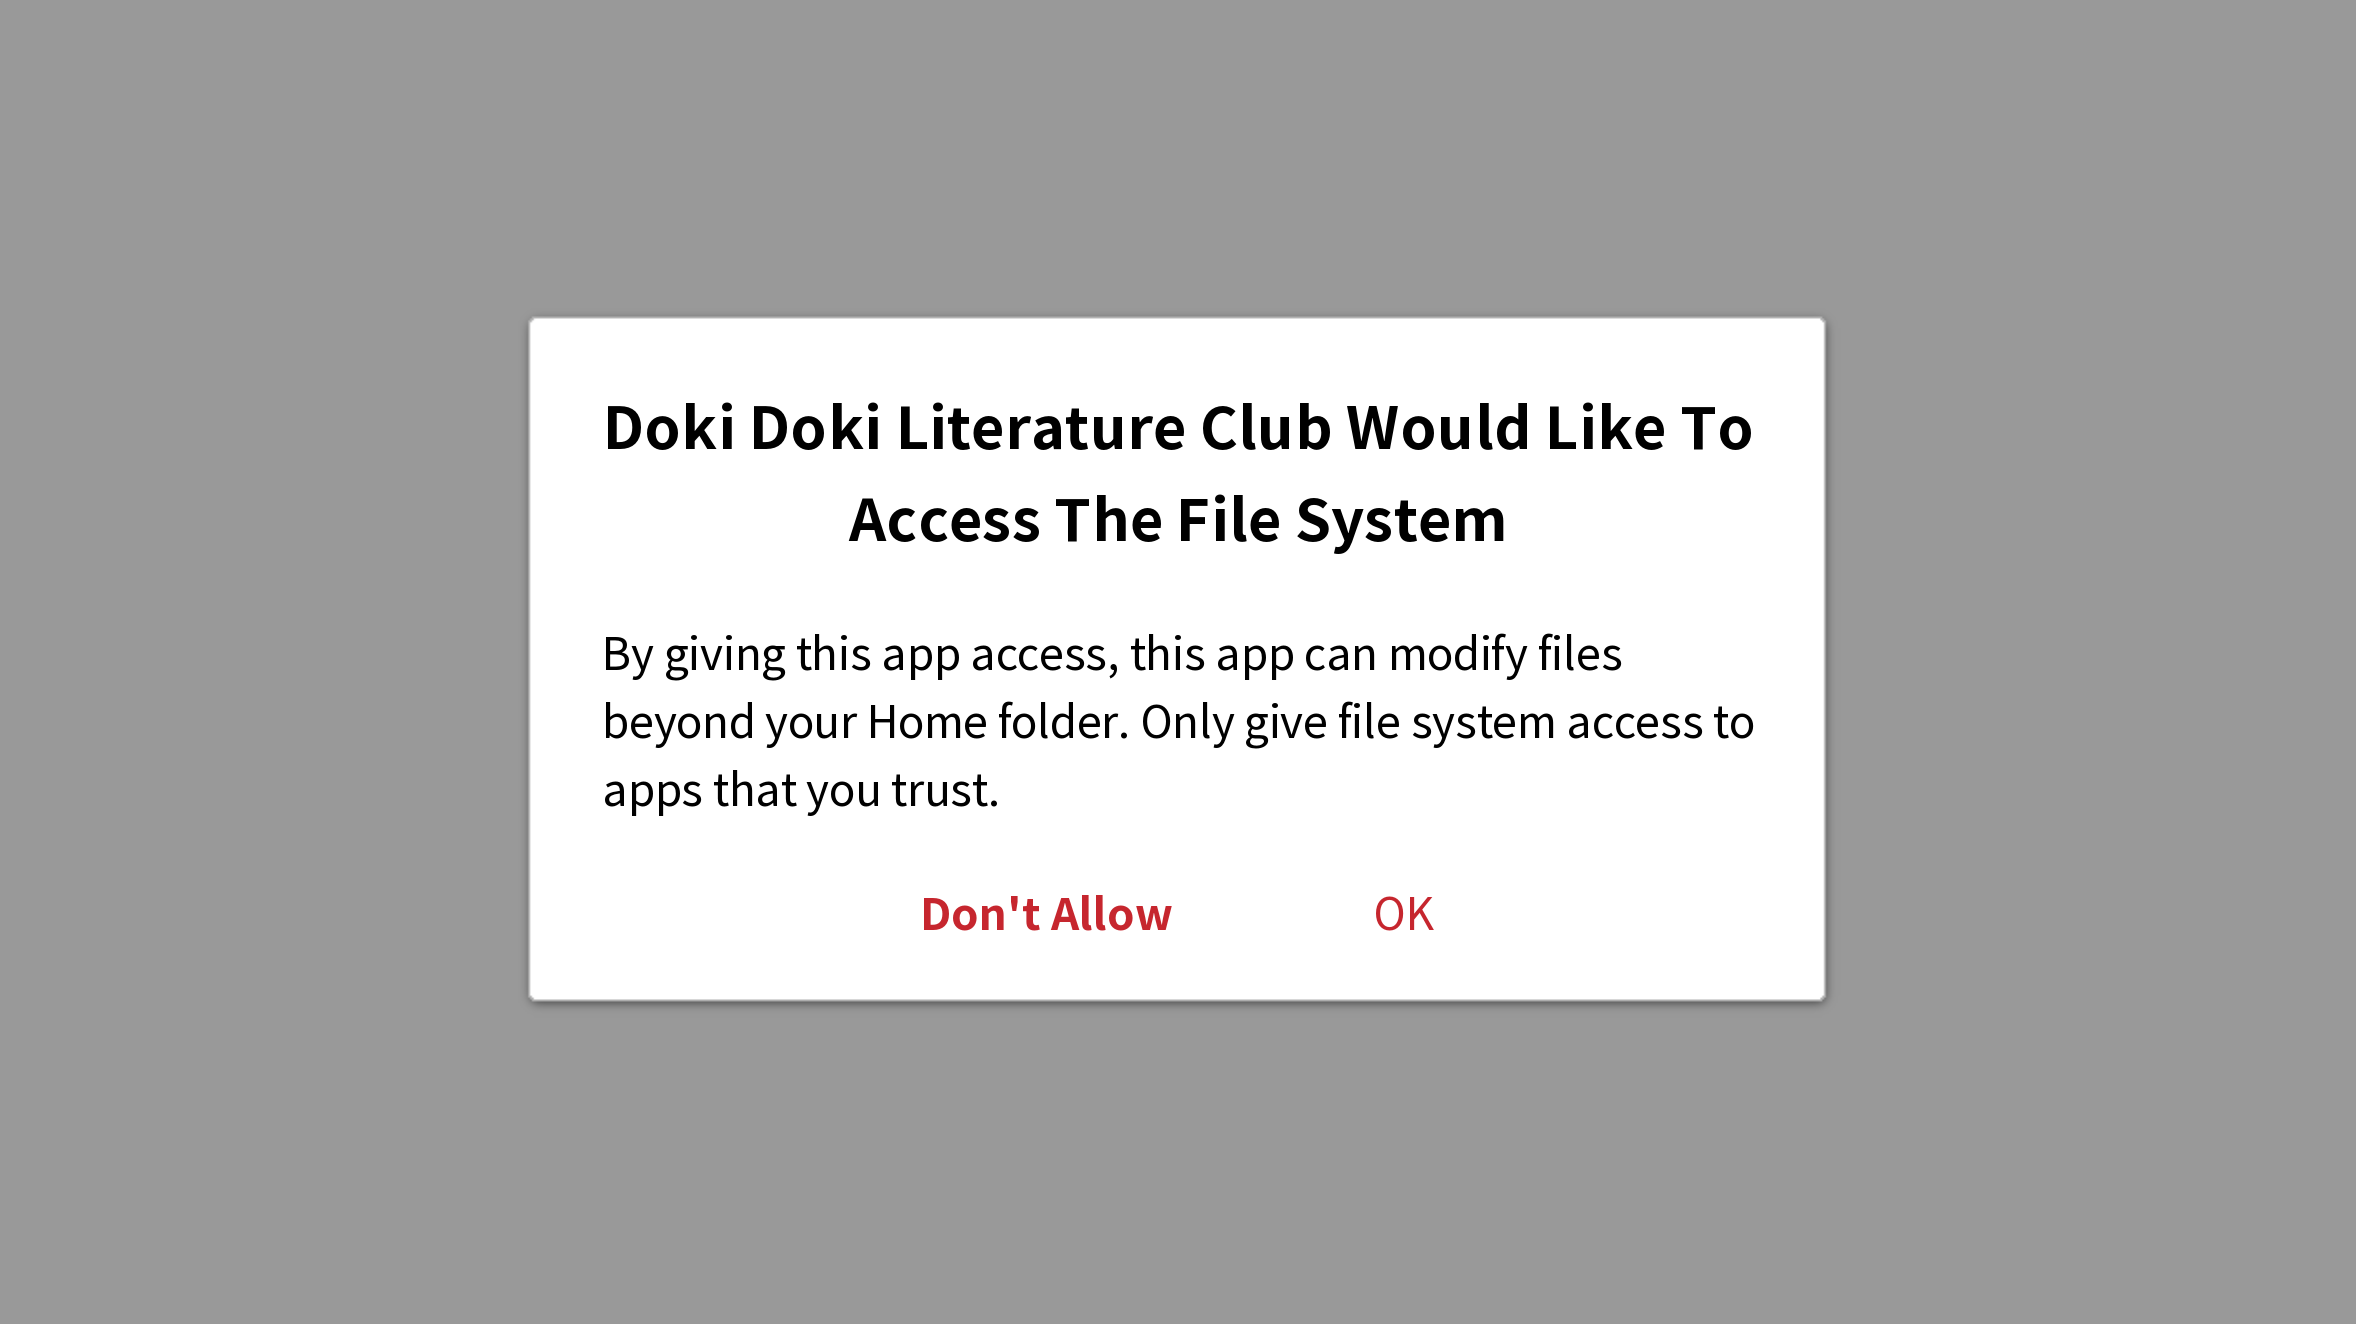 Doki Doki Literature Club Would Like To
Access The File System
By giving this app access, this app can modify files
beyond your Home folder. Only give file system access to
apps that you trust.
Don't Allow
OK